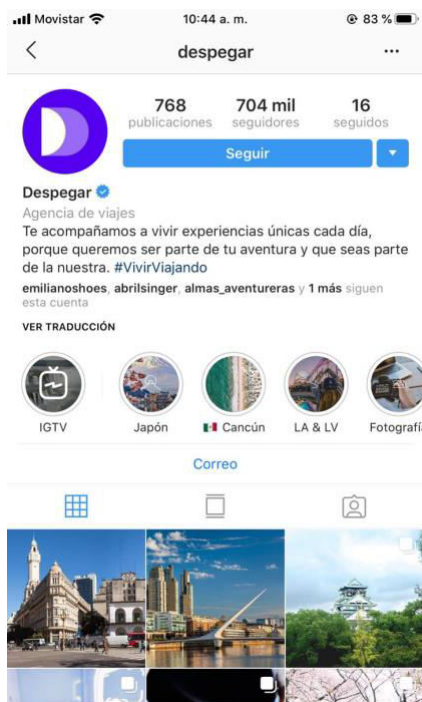 Movistar 10:44 a. m. 83 %
despegar
768 704 mil 16
publicaciones seguidores seguidos
Seguir
Despegar
Agencia de viajes
Te acompañamos a vivir experiencias únicas cada día,
porque queremos ser parte de tu aventura y que seas parte
de la nuestra. #VivirViajando
emilianoshoes, abrilsinger, almas_aventureras y 1 más siguen
esta cuenta
VER TRADUCCIÓN
IGTV Japón Cancún LA & LV Fotografí
Correo